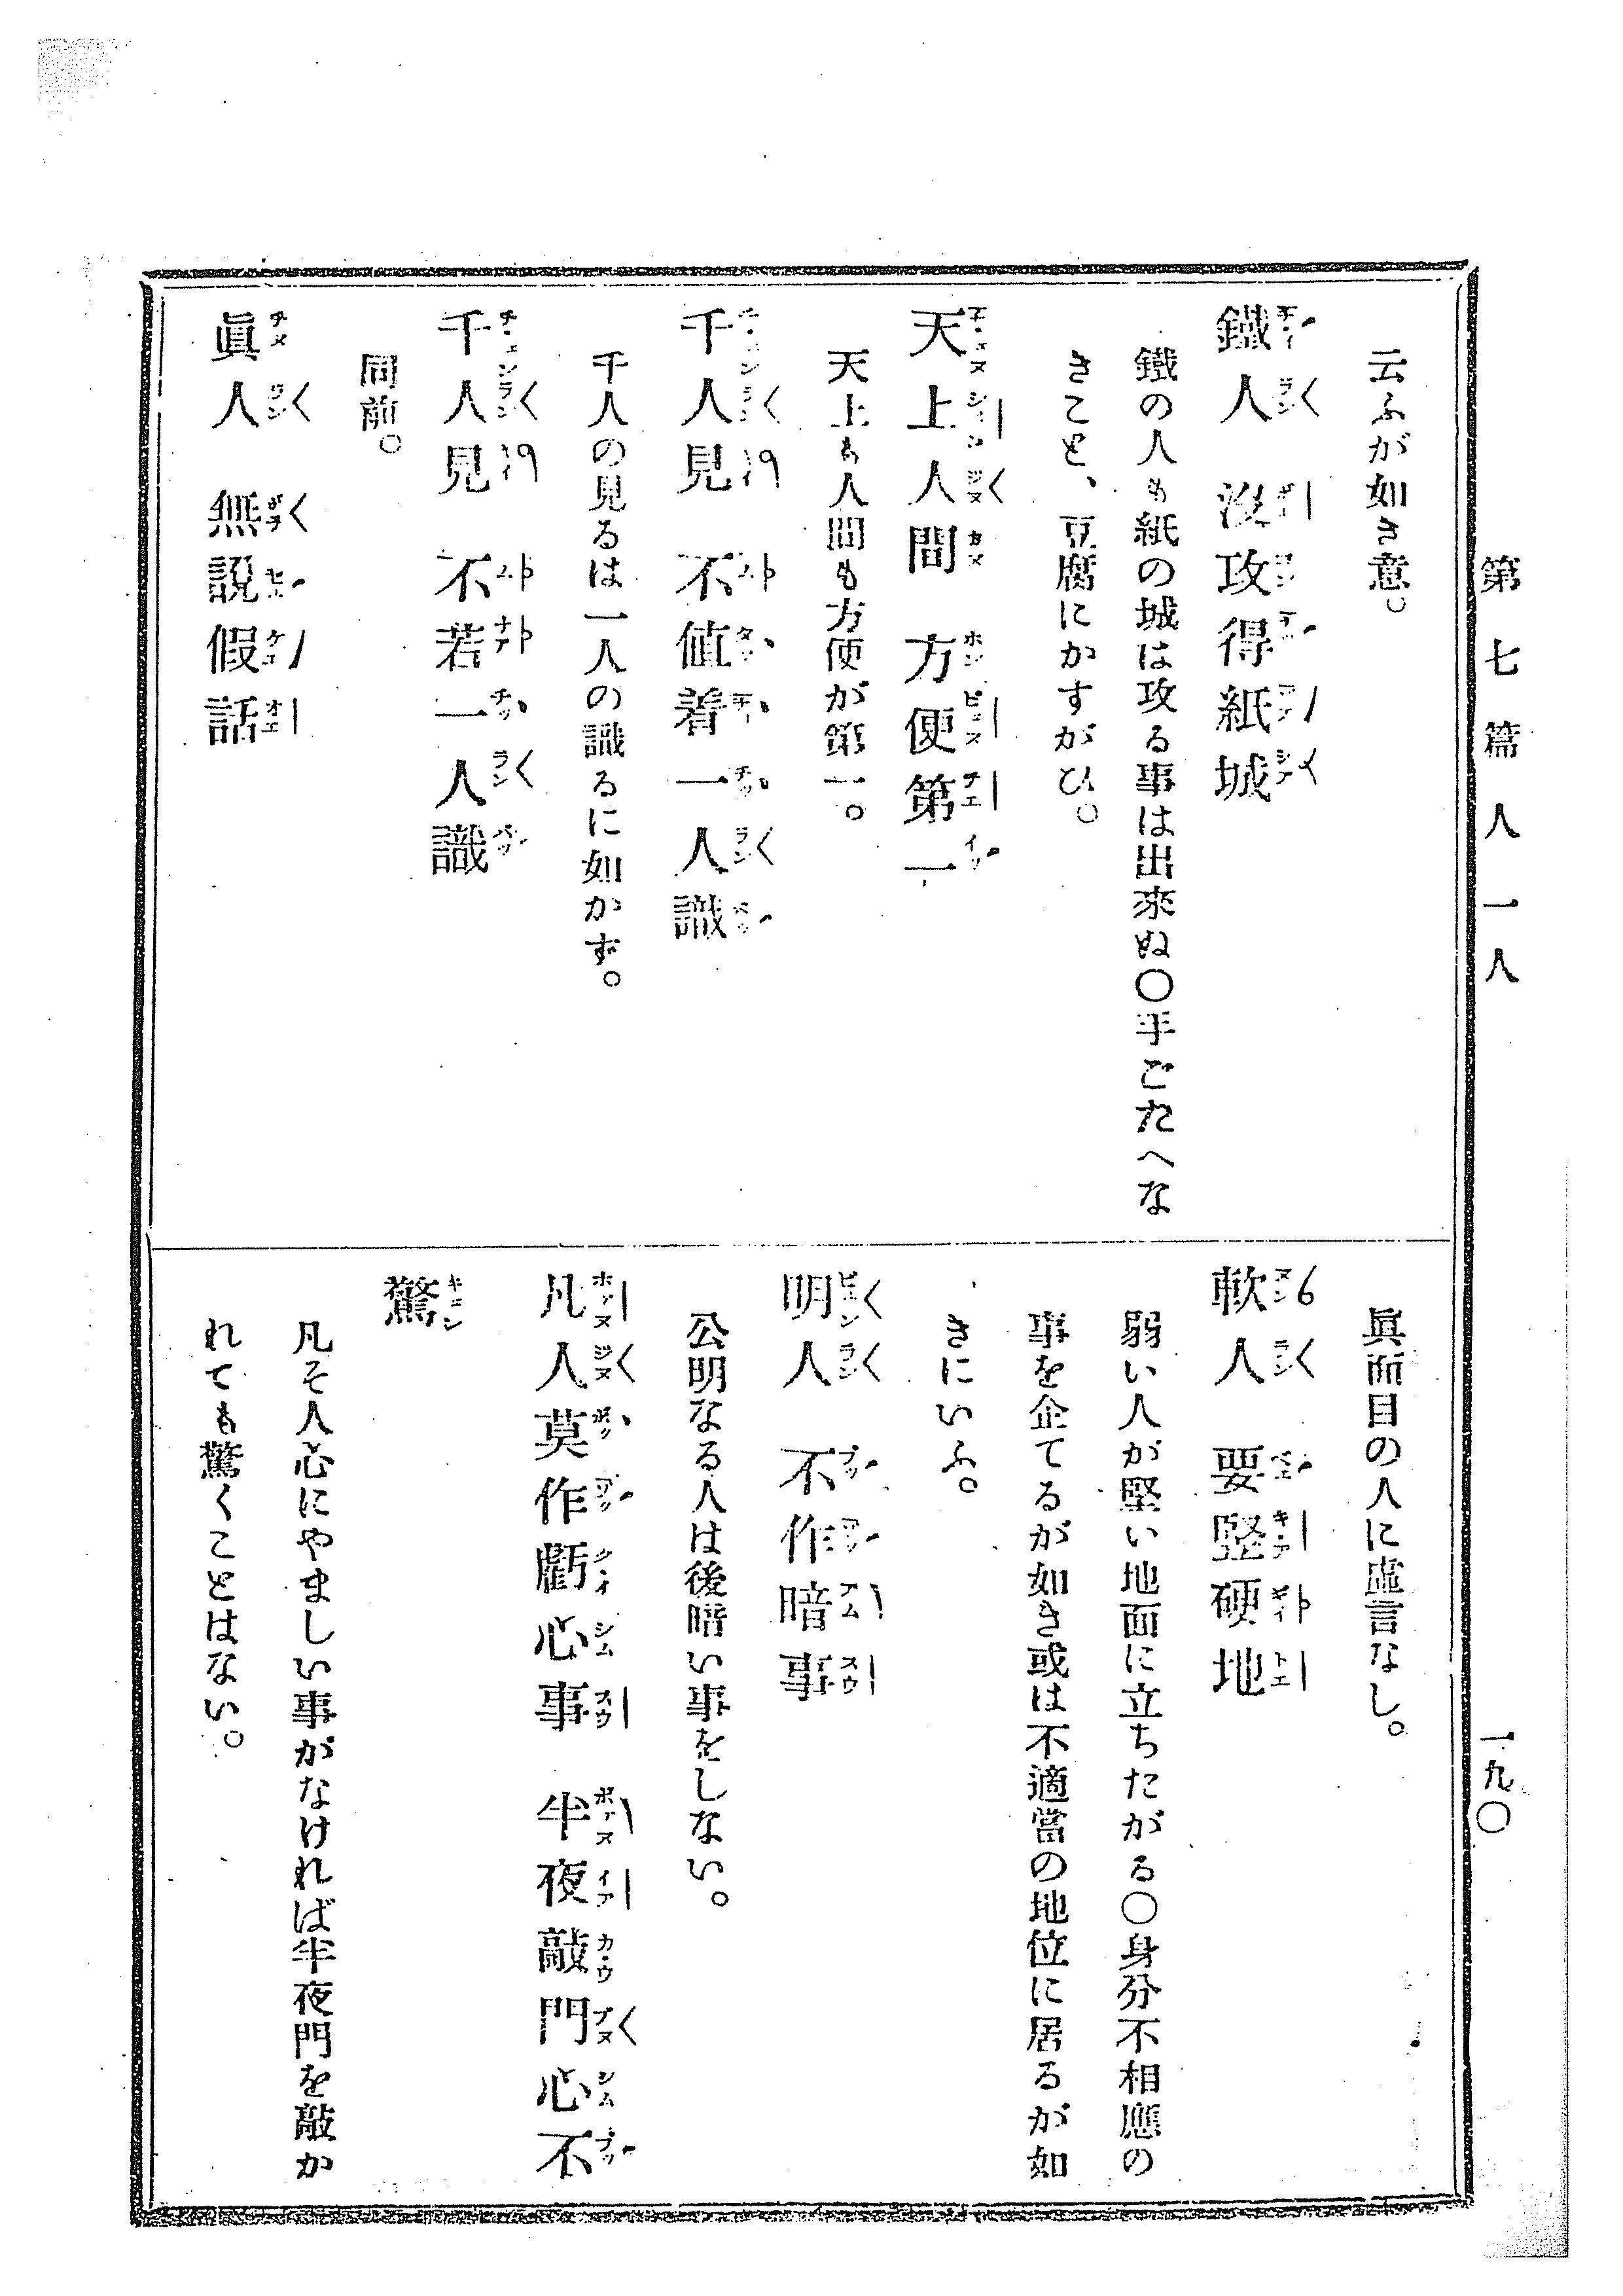 第七篇 人 一人
一九〇
云ふが如き意。
鐵人 沒攻得紙城
鐵の人も紙の城は攻る事は出來ぬ〇手ごたへな
きこと、豆腐にかすがひ。
天上人間 方便第一
天上も人間も方便が第一。
千人見 不値着一人識
千人の見るは一人の識るに如かず。
千人見 不若一人識
同前。
眞人 無說假話
眞面目の人に虛言なし。
軟人 要堅硬地
弱い人が堅い地面に立ちたがる〇身分不相應の
事を企てるが如き或は不適當の地位に居るが如
きにいふ。
明人 不作暗事
公明なる人は後暗い事をしない。
凡人莫作虧心事 半夜敲門心不
驚
凡そ人心にやましい事がなければ半夜門を敲か
れても驚くことはない。